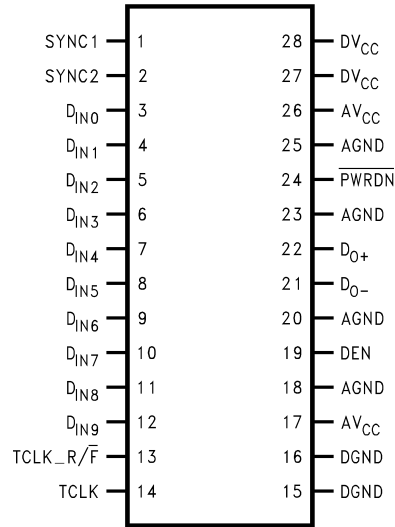 SYNC1 1 28 DVCC
SYNC2 2 27 DVCC
DIN0 3 26 AVCC
DIN1 4 25 AGND
DIN2 5 24 PWRDN
DIN3 6 23 AGND
DIN4 7 22 DO+
DIN5 8 21 DO−
DIN6 9 20 AGND
DIN7 10 19 DEN
DIN8 11 18 AGND
DIN9 12 17 AVCC
TCLK_R/F 13 16 DGND
TCLK 14 15 DGND